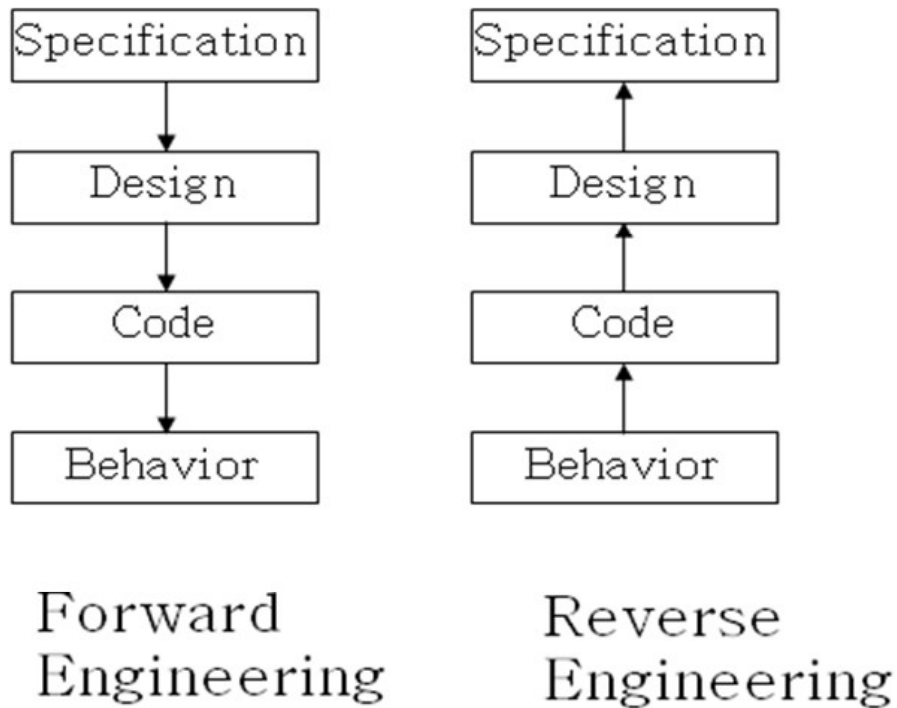 Specification
Design
Code
Behavior
Forward
Engineering
Specification
Design
Code
Behavior
Reverse
Engineering